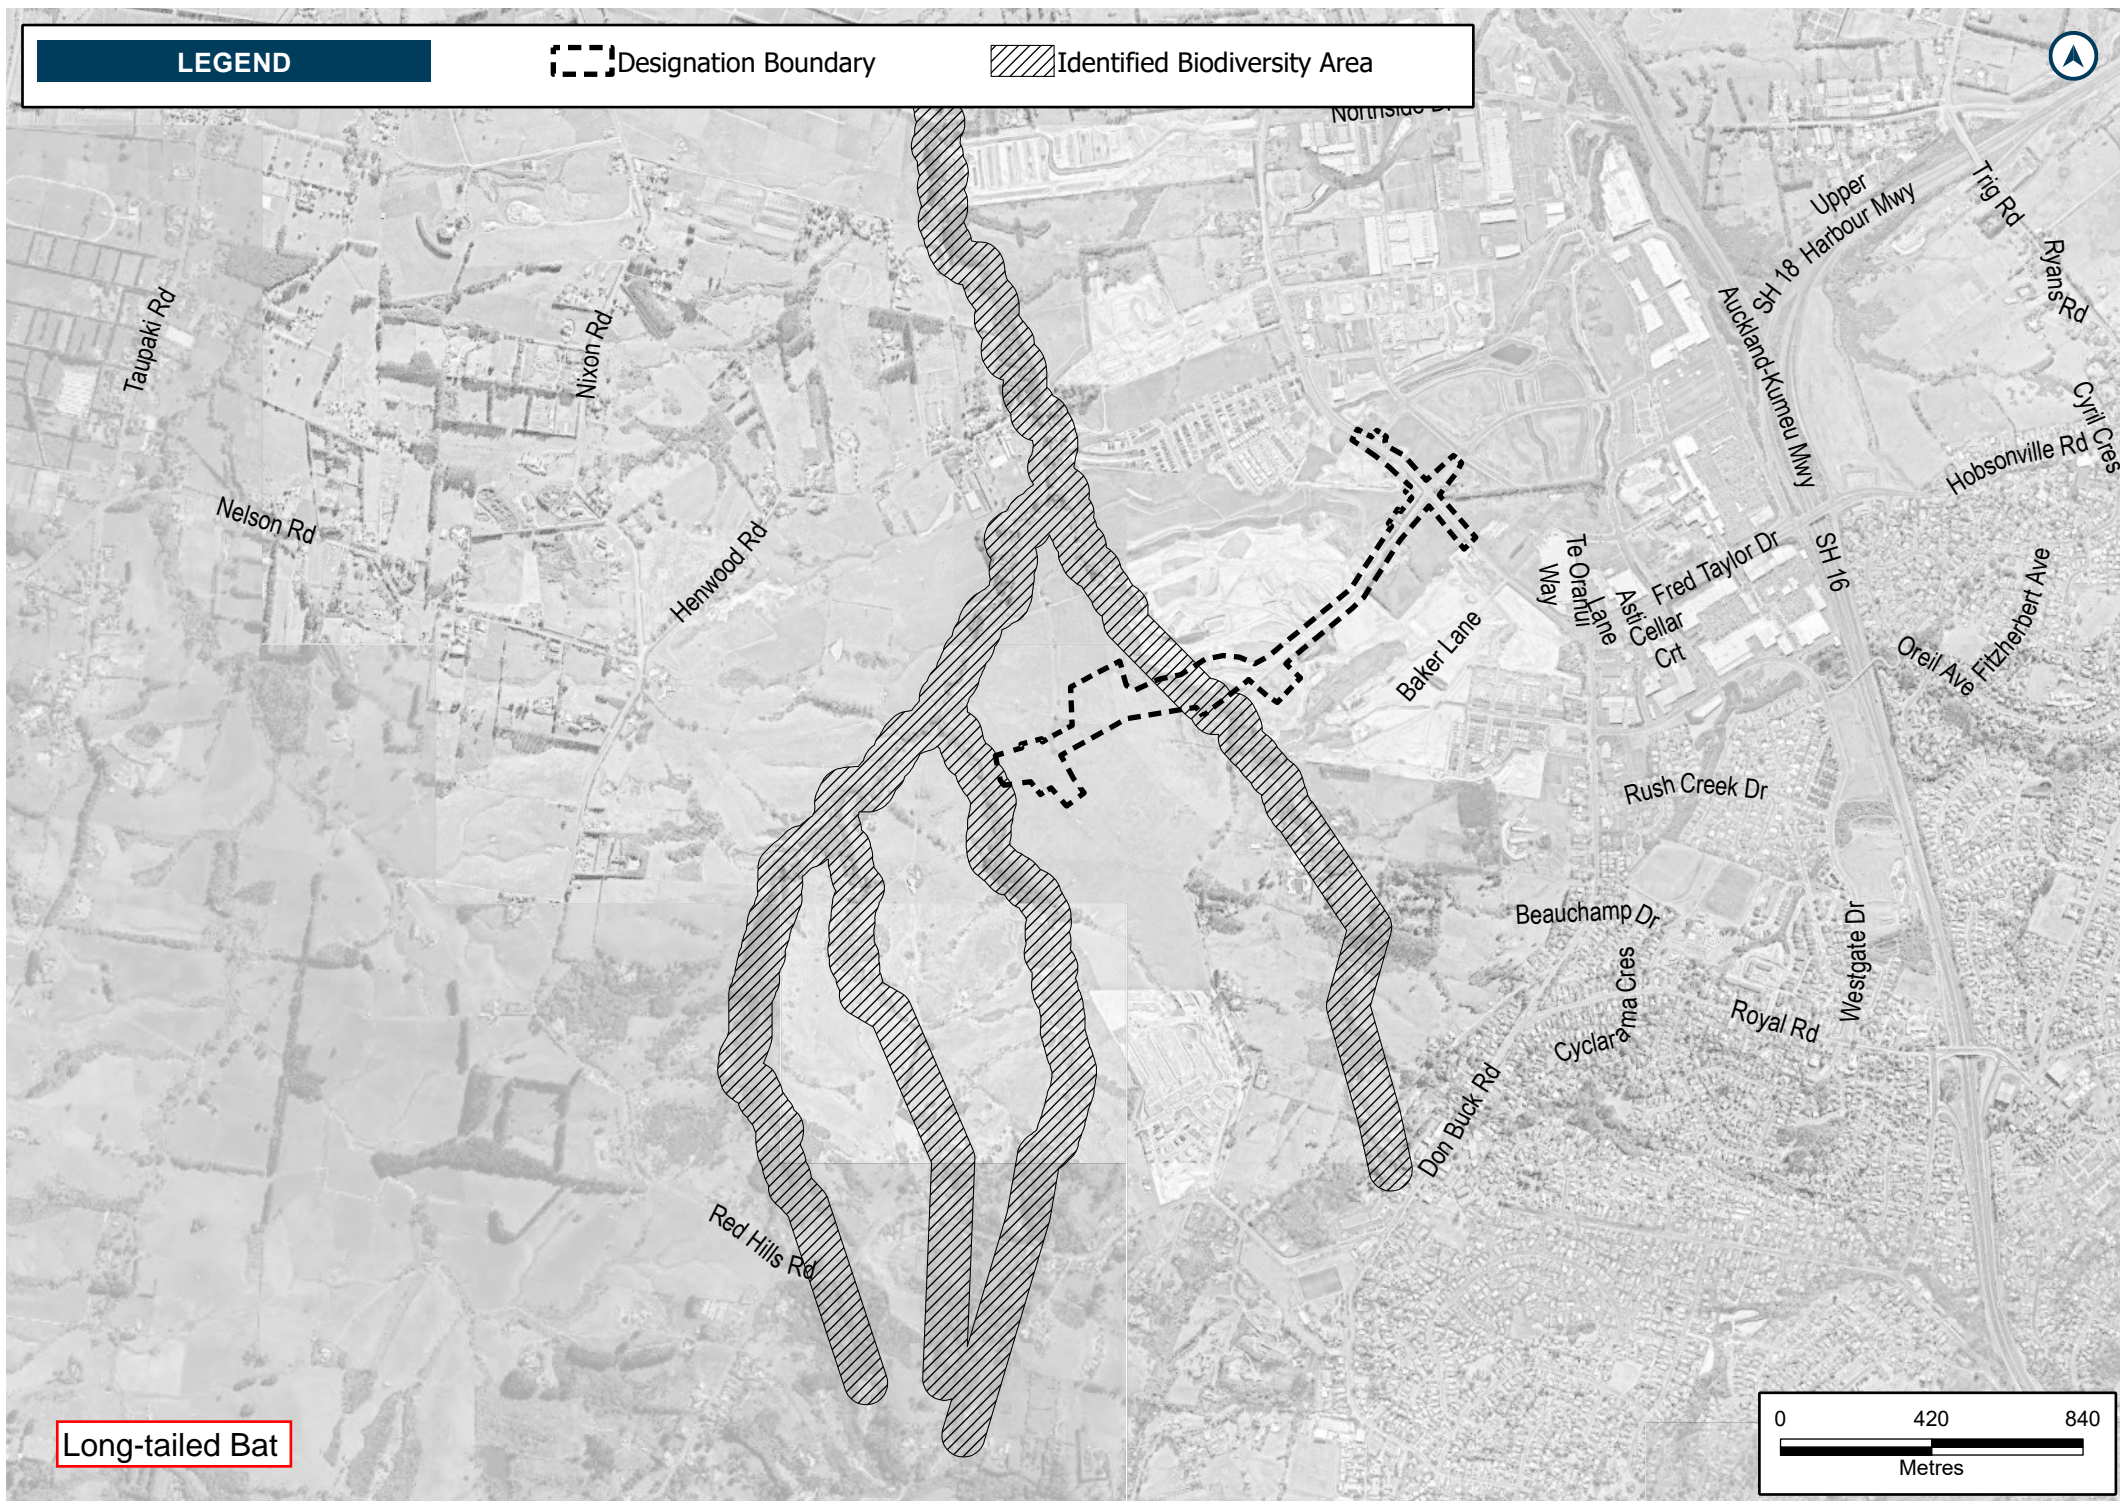 LEGEND
Designation Boundary
Identified Biodiversity Area
Northside Dr
Upper
Harbour Mwy
SH 18
Trig Rd
Ryans Rd
Taupaki Rd
Nixon Rd
Auckland-Kumeu Mwy
Cyril Cres
Hobsonville Rd
Nelson Rd
Henwood Rd
Te Oranui
Way
Fred Taylor Dr
SH 16
Asti
Lane
Cellar
Crt
Baker Lane
Oreil Ave
Fitzherbert Ave
Rush Creek Dr
Beauchamp Dr
Cyclarama Cres
Westgate Dr
Royal Rd
Don Buck Rd
Red Hills Rd
Long-tailed Bat
0 420 840
Metres